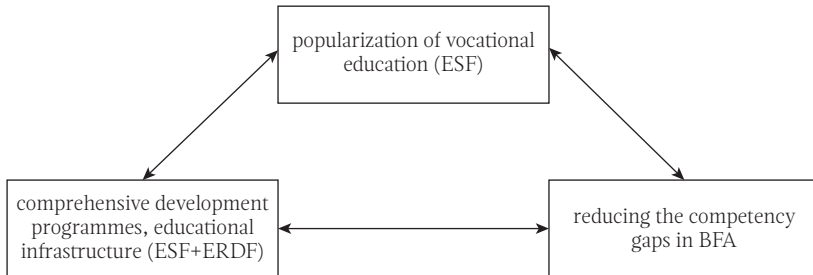 popularization of vocational
education (ESF)
comprehensive development
programmes, educational
infrastructure (ESF+ERDF)
reducing the competency
gaps in BFA